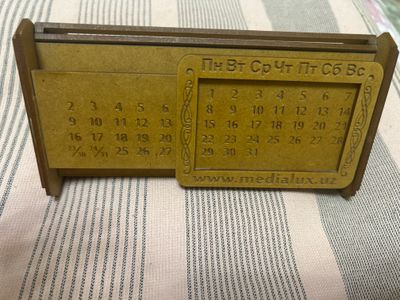 Пн Вт Ср Чт Пт Сб Вс
1 2 3 4 5 6 7
8 9 10 11 12 13 14
15 16 17 18 19 20 21
22 23 24 25 26 27 28
29 30 31
www.medialux.uz
2 3 4 5 6
9 10 11 12 13
16 17 18 19 20
23/30 24/31 25 26 27